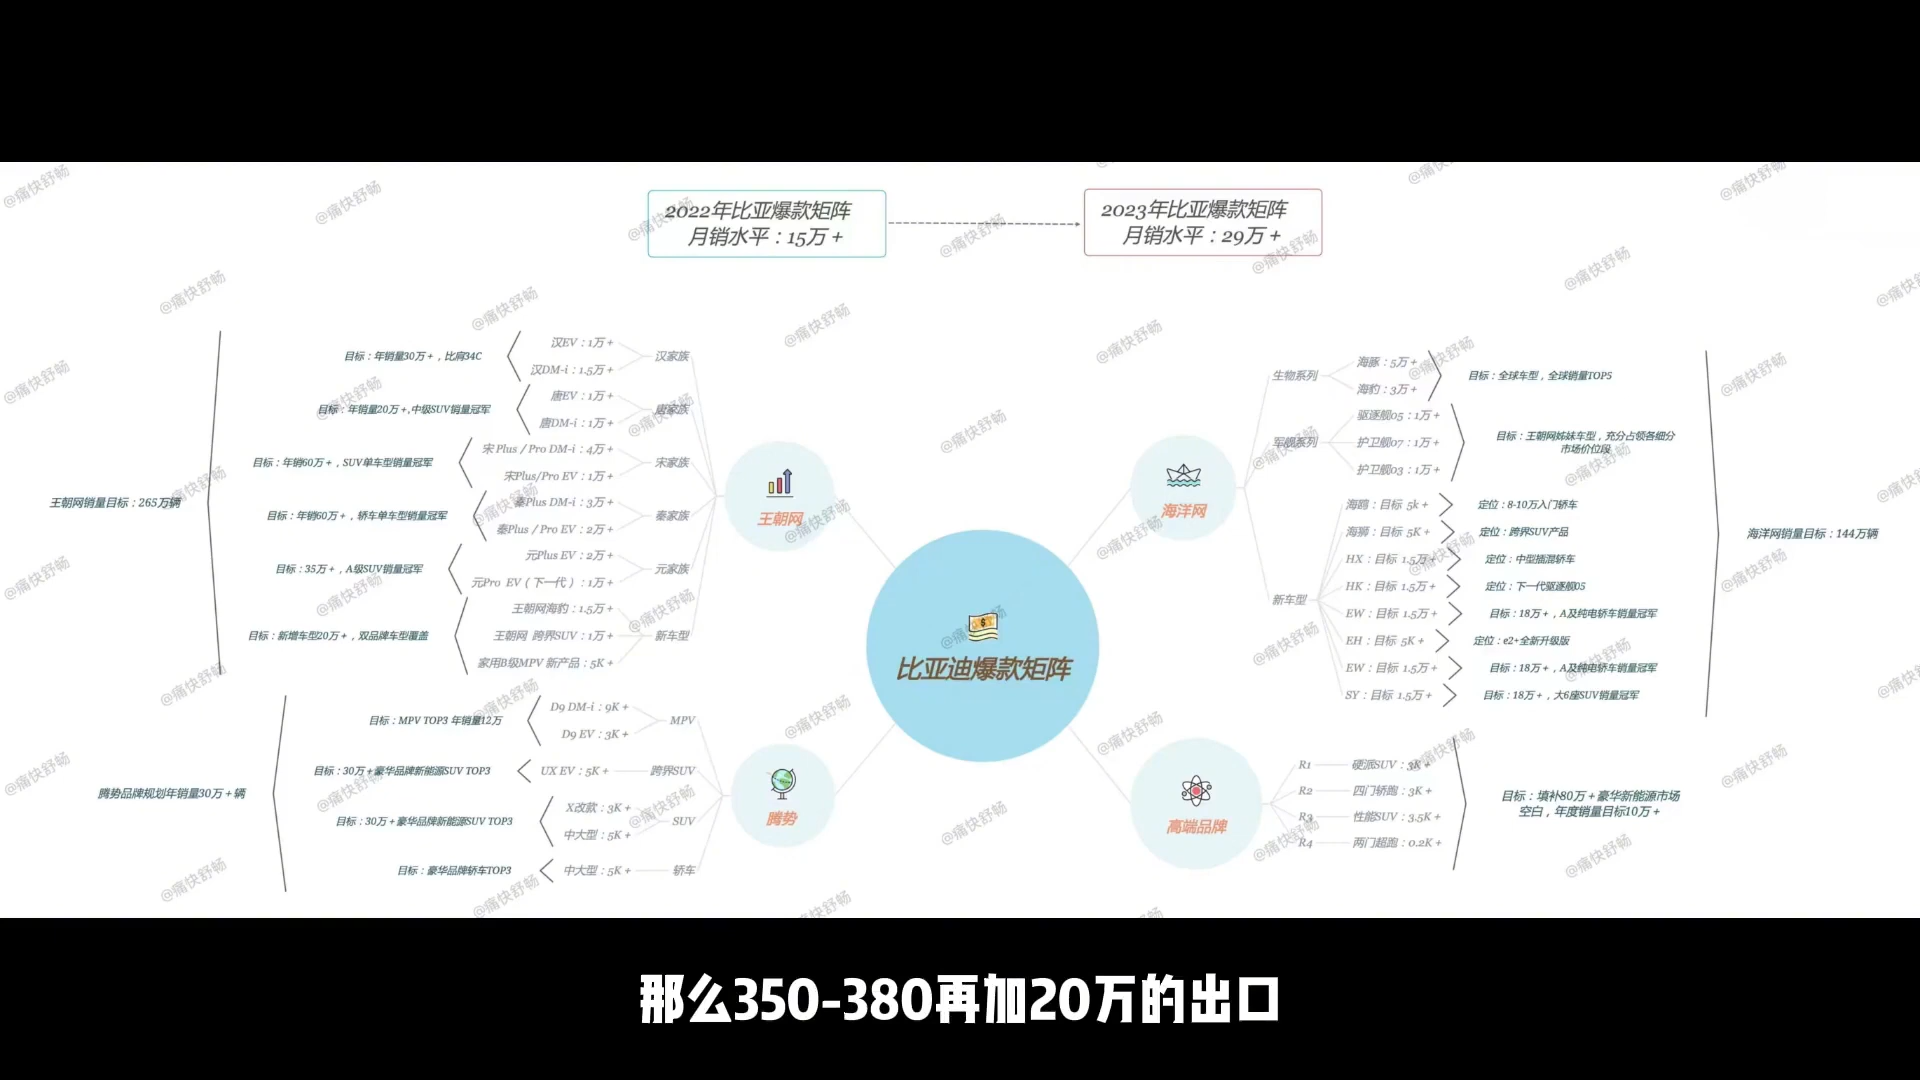 2022年比亚爆款矩阵
月销水平：15万＋
2023年比亚爆款矩阵
月销水平：29万＋
比亚迪爆款矩阵
王朝网
王朝网销量目标：265万辆
汉家族
汉EV：1万＋
汉DM-i：1.5万＋
目标：年销量30万＋，比肩34C
唐家族
唐EV：1万＋
唐DM-i：1万＋
目标：年销量20万＋,中级SUV销量冠军
宋家族
宋 Plus / Pro DM-i：4万＋
宋Plus/Pro EV：1万＋
目标：年销60万＋，SUV单车型销量冠军
秦家族
秦Plus DM-i：3万＋
秦Plus / Pro EV：2万＋
目标：年销60万＋，轿车单车型销量冠军
元家族
元Plus EV：2万＋
元Pro EV（下一代）：1万＋
目标：35万＋，A级SUV销量冠军
新车型
王朝网海豹：1.5万＋
王朝网 跨界SUV：1万＋
家用B级MPV 新产品：5K＋
目标：新增车型20万＋，双品牌车型覆盖
腾势
腾势品牌规划年销量30万＋辆
MPV
D9 DM-i：9K＋
D9 EV：3K＋
目标：MPV TOP3 年销量12万
跨界SUV
UX EV：5K＋
目标：30万＋豪华品牌新能源SUV TOP3
SUV
X改款：3K＋
中大型：5K＋
目标：30万＋豪华品牌新能源SUV TOP3
轿车
中大型：5K＋
目标：豪华品牌轿车TOP3
海洋网
海洋网销量目标：144万辆
生物系列
海豚：5万＋
海豹：3万＋
目标：全球车型，全球销量TOP5
军舰系列
驱逐舰05：1万＋
护卫舰07：1万＋
护卫舰03：1万＋
目标：王朝网姊妹车型，充分占领各细分
市场价位段
新车型
海鸥：目标 5k＋
定位：8-10万入门轿车
海狮：目标 5K＋
定位：跨界SUV产品
HX：目标 1.5万＋
定位：中型插混轿车
HK：目标 1.5万＋
定位：下一代驱逐舰05
EW：目标 1.5万＋
目标：18万＋，A及纯电轿车销量冠军
EH：目标 5K＋
定位：e2+全新升级版
EW：目标 1.5万＋
目标：18万＋，A及纯电轿车销量冠军
SY：目标 1.5万＋
目标：18万＋，大6座SUV销量冠军
高端品牌
R1
硬派SUV：3K＋
R2
四门轿跑：3K＋
R3
性能SUV：3.5K＋
R4
两门超跑：0.2K＋
目标：填补80万＋豪华新能源市场
空白，年度销量目标10万＋
@痛快舒畅
那么350-380再加20万的出口